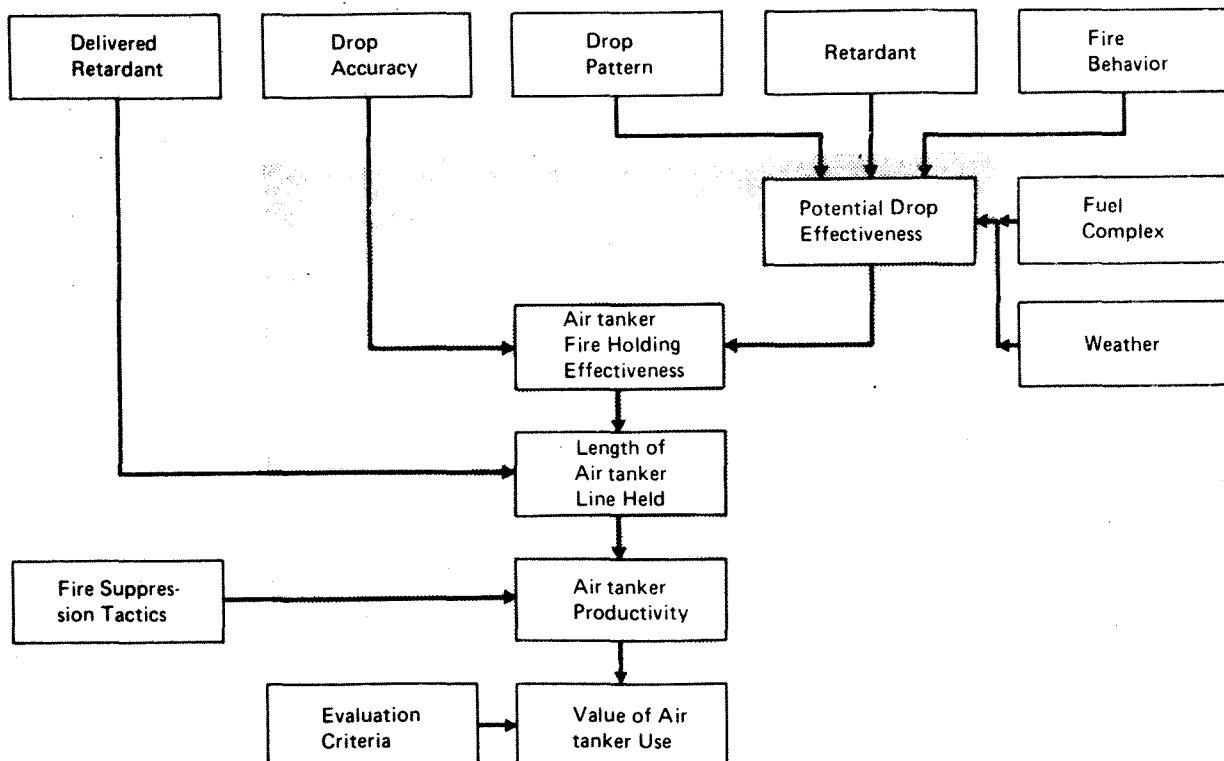 Delivered
Retardant
Drop
Accuracy
Drop
Pattern
Retardant
Fire
Behavior
Potential Drop
Effectiveness
Fuel
Complex
Air tanker
Fire Holding
Effectiveness
Weather
Length of
Air tanker
Line Held
Fire Suppres-
sion Tactics
Air tanker
Productivity
Evaluation
Criteria
Value of Air
tanker Use